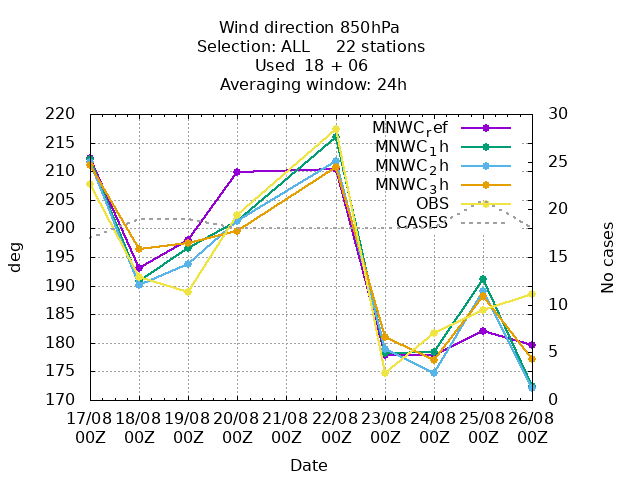 Wind direction 850hPa
Selection: ALL 22 stations
Used 18 + 06
Averaging window: 24h
220
215
210
205
200
195
190
185
180
175
170
deg
30
25
20
15
10
5
0
No cases
MNWC_ref
MNWC_1h
MNWC_2h
MNWC_3h
OBS
CASES
17/08 18/08 19/08 20/08 21/08 22/08 23/08 24/08 25/08 26/08
00Z 00Z 00Z 00Z 00Z 00Z 00Z 00Z 00Z 00Z
Date